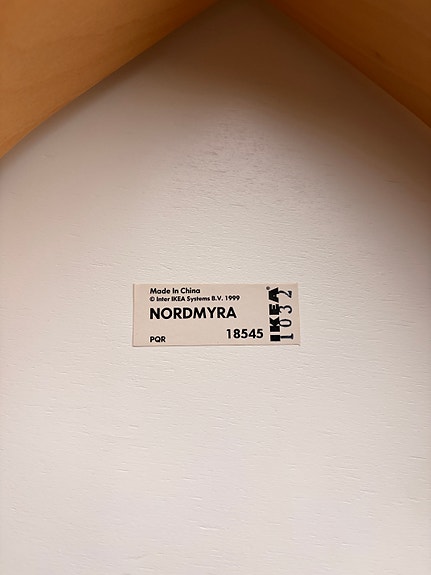 Made In China
© Inter IKEA Systems B.V. 1999
NORDMYRA
PQR
18545
IKEA®
1032